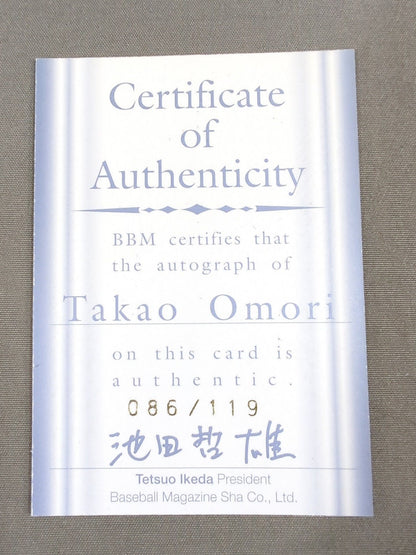 Certificate
of
Authenticity
BBM certifies that
the autograph of
Takao Omori
on this card is
authentic.
086/119
池田哲雄
Tetsuo Ikeda President
Baseball Magazine Sha Co., Ltd.